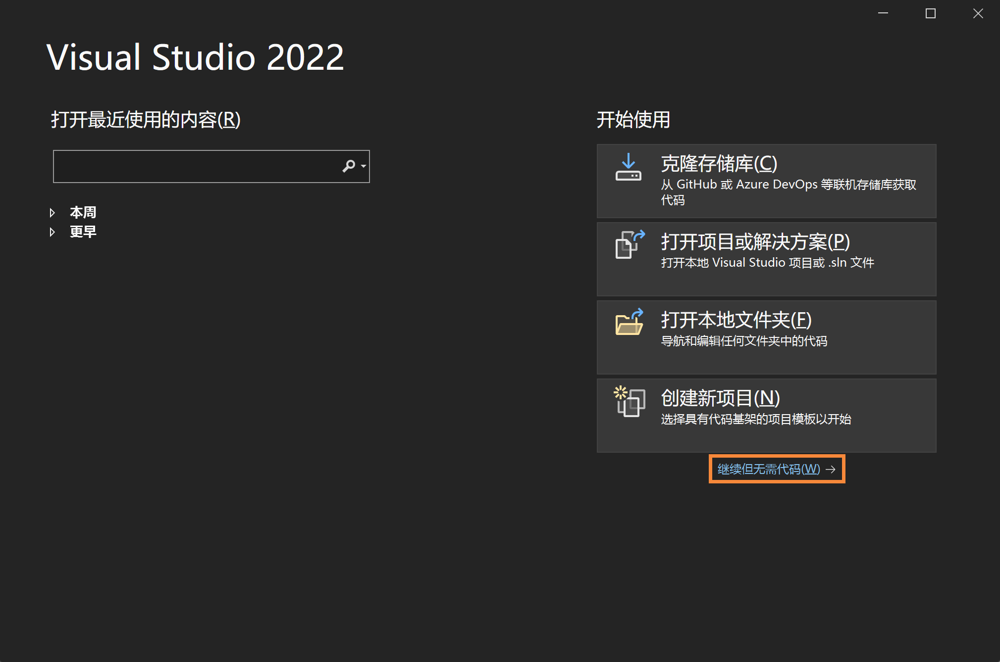 Visual Studio 2022
打开最近使用的内容(R)
本周
更早
开始使用
克隆存储库(C)
从 GitHub 或 Azure DevOps 等联机存储库获取
代码
打开项目或解决方案(P)
打开本地 Visual Studio 项目或 .sln 文件
打开本地文件夹(F)
导航和编辑任何文件夹中的代码
创建新项目(N)
选择具有代码基架的项目模板以开始
继续但无需代码(W) →